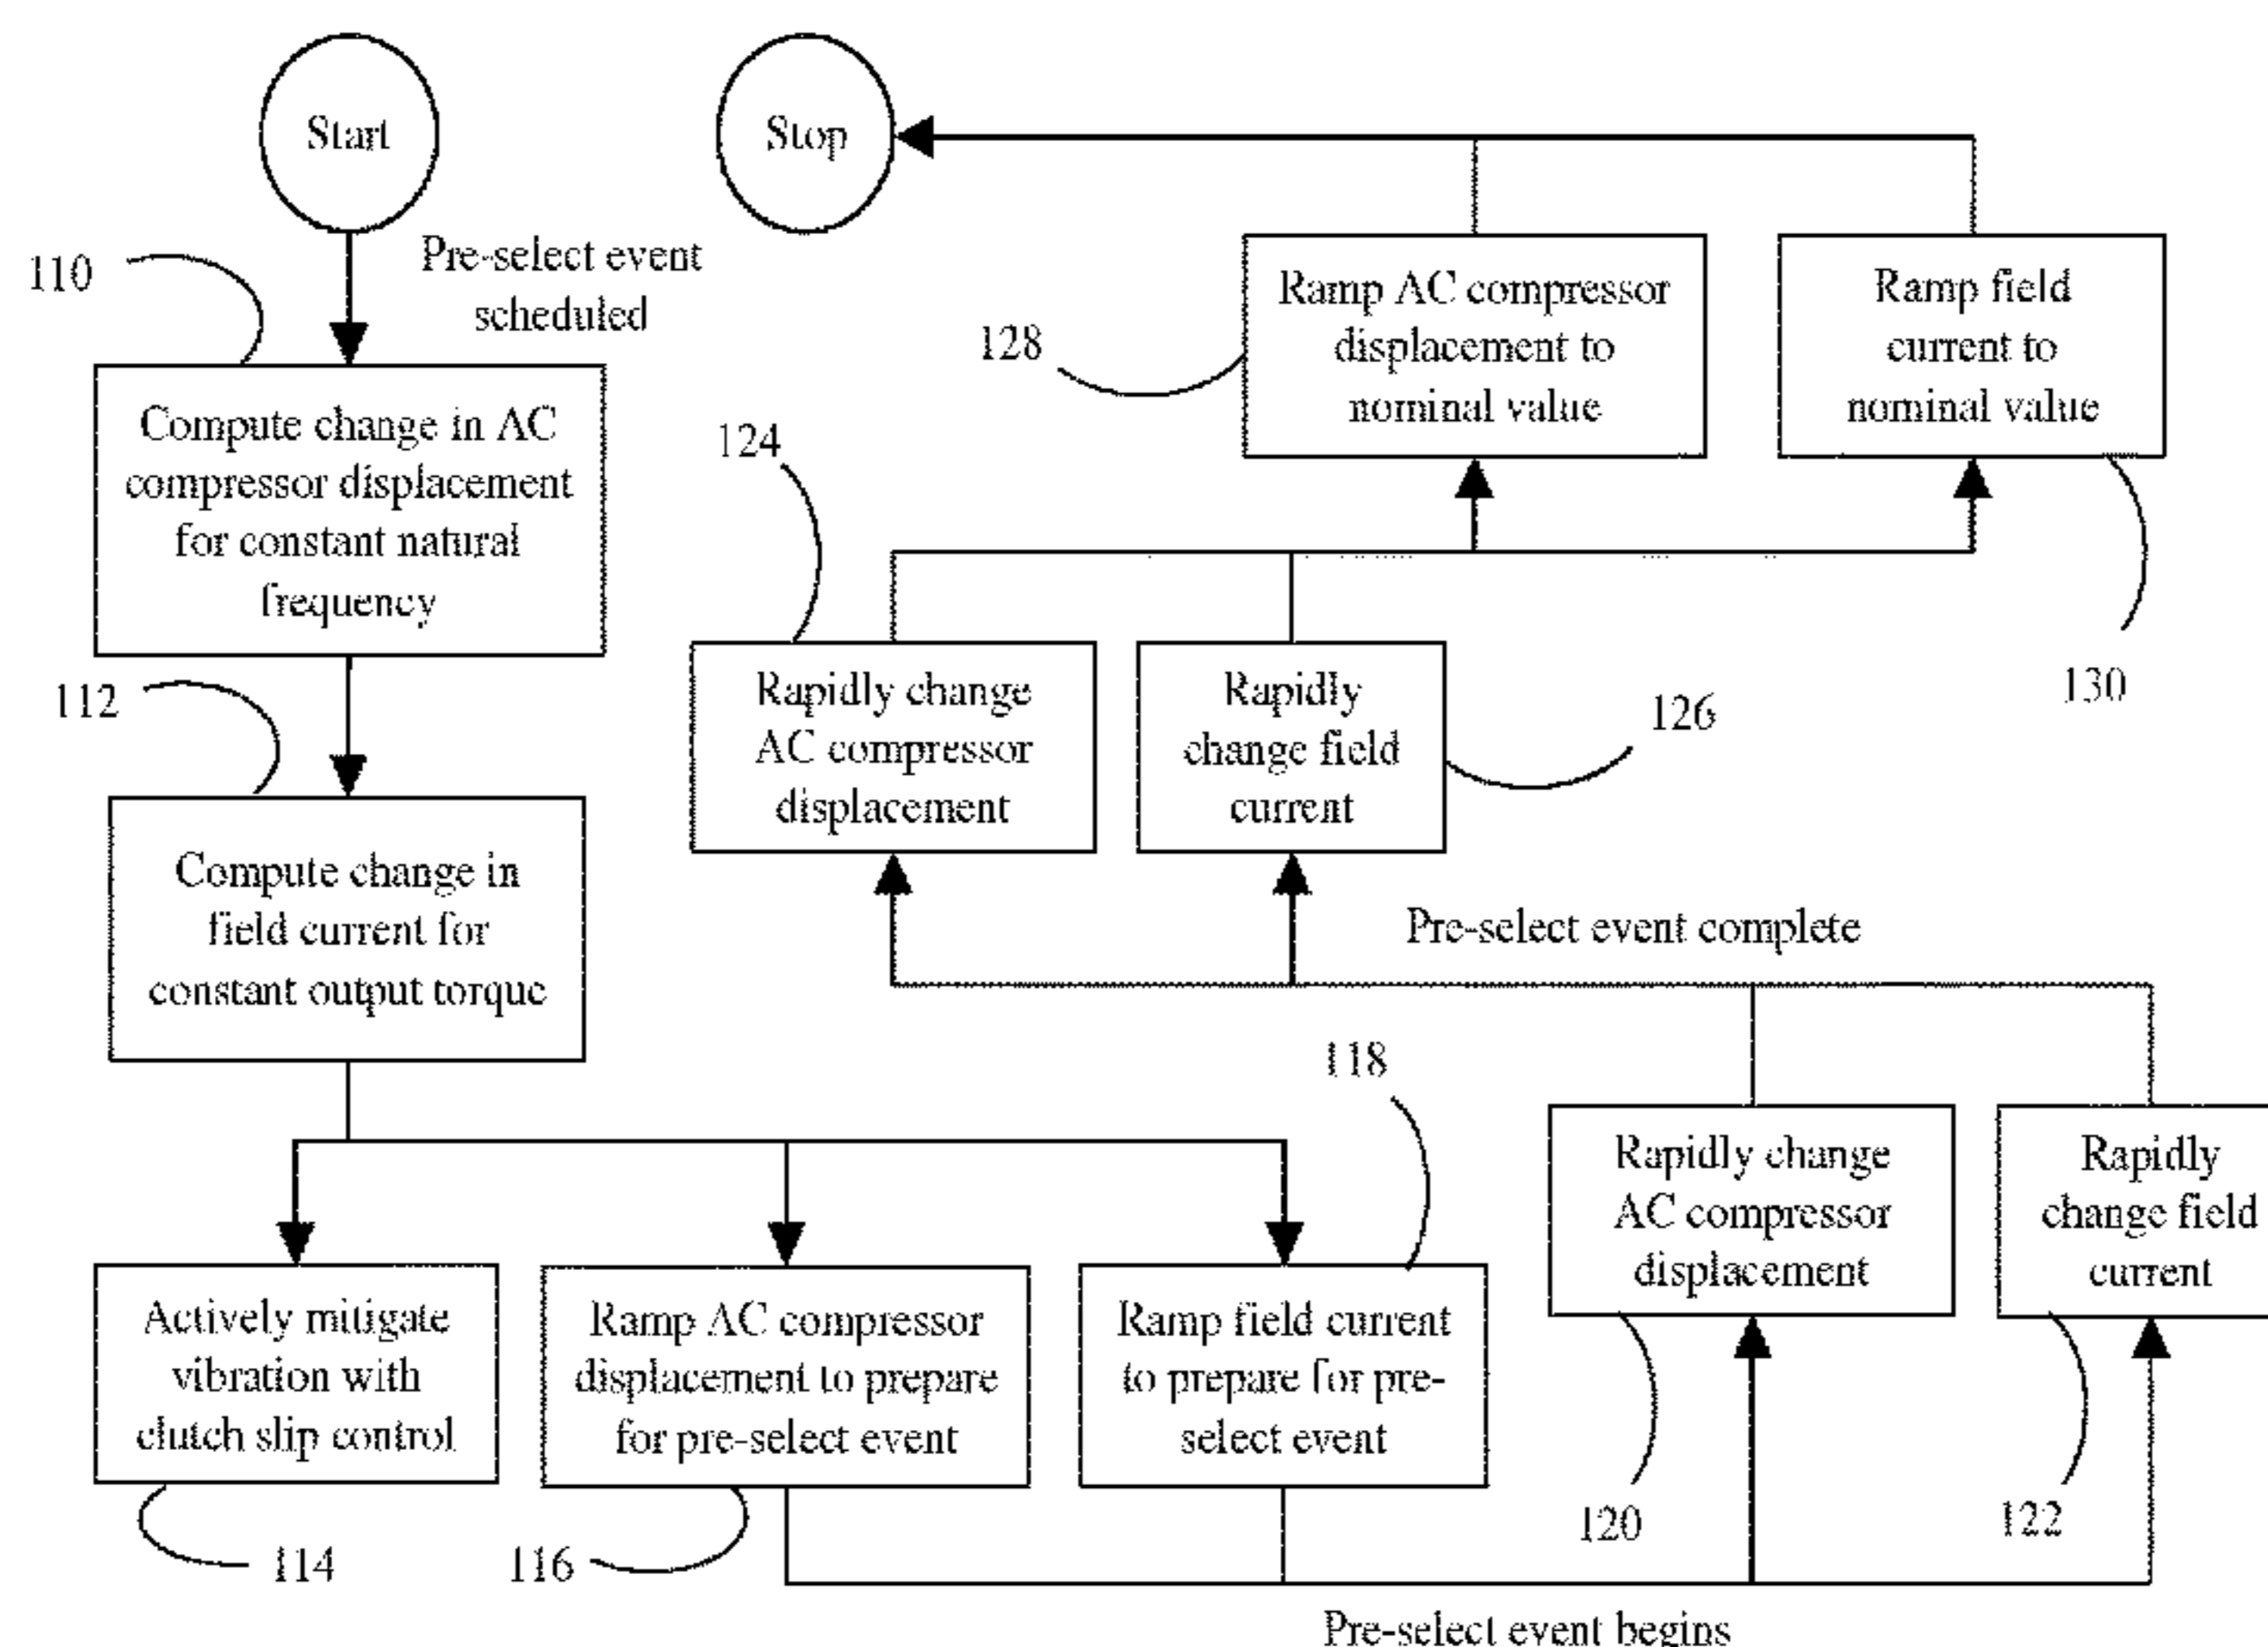 Start
Stop
Pre-select event
scheduled
110
Compute change in AC
compressor displacement
for constant natural
frequency
112
Compute change in
field current for
constant output torque
Actively mitigate
vibration with
clutch slip control
114
Ramp AC compressor
displacement to prepare
for pre-select event
116
Ramp field current
to prepare for pre-
select event
118
Pre-select event begins
Rapidly change
AC compressor
displacement
120
Rapidly
change field
current
122
Pre-select event complete
124
Rapidly change
AC compressor
displacement
Rapidly
change field
current
126
128
Ramp AC compressor
displacement to
nominal value
Ramp field
current to
nominal value
130